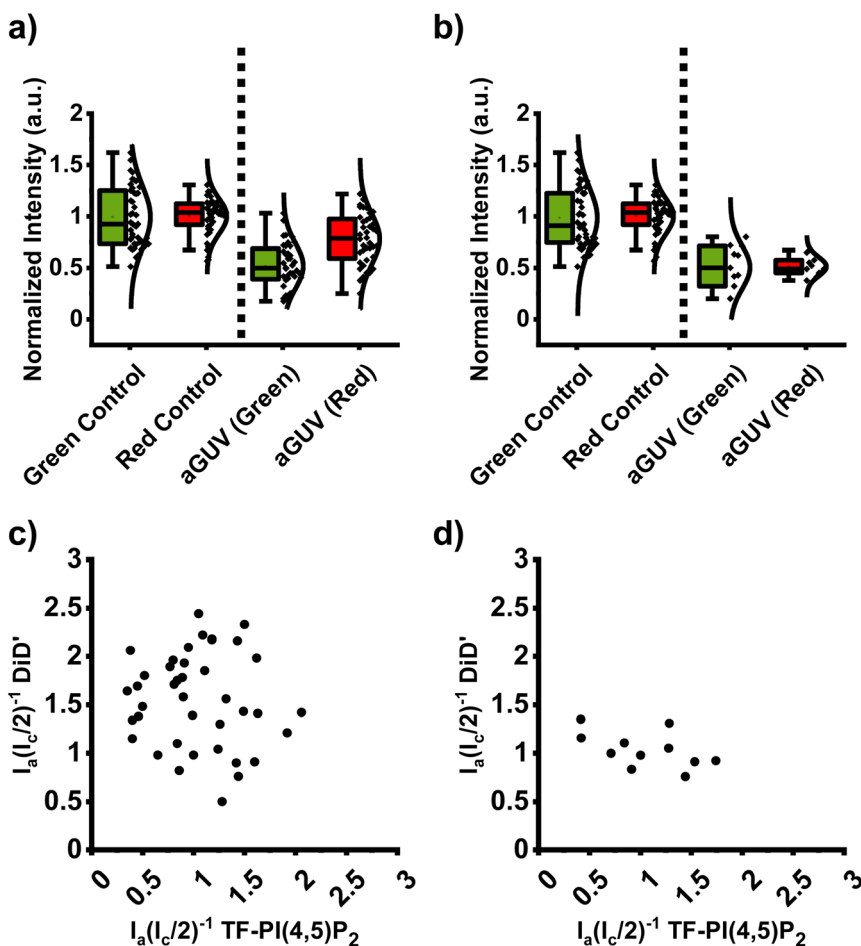 a)
Normalized Intensity (a.u.)
2
1.5
1
0.5
0
Green Control
Red Control
aGUV (Green)
aGUV (Red)
b)
Normalized Intensity (a.u.)
2
1.5
1
0.5
0
Green Control
Red Control
aGUV (Green)
aGUV (Red)
c)
Iₐ(I꜀/2)⁻¹ DiD'
3
2.5
2
1.5
1
0.5
0
0 0.5 1 1.5 2 2.5 3
Iₐ(I꜀/2)⁻¹ TF-PI(4,5)P₂
d)
Iₐ(I꜀/2)⁻¹ DiD'
3
2.5
2
1.5
1
0.5
0
0 0.5 1 1.5 2 2.5 3
Iₐ(I꜀/2)⁻¹ TF-PI(4,5)P₂